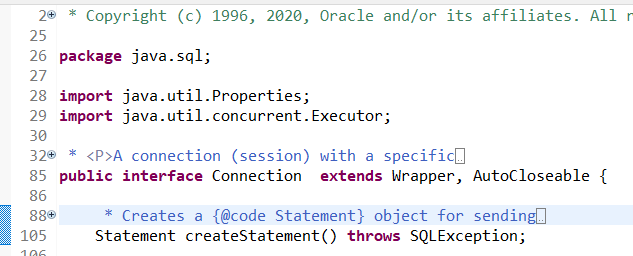 2 * Copyright (c) 1996, 2020, Oracle and/or its affiliates. All
25
26 package java.sql;
27
28 import java.util.Properties;
29 import java.util.concurrent.Executor;
30
32 * <P>A connection (session) with a specific
85 public interface Connection  extends Wrapper, AutoCloseable {
86
88 * Creates a {@code Statement} object for sending
105 Statement createStatement() throws SQLException;
106